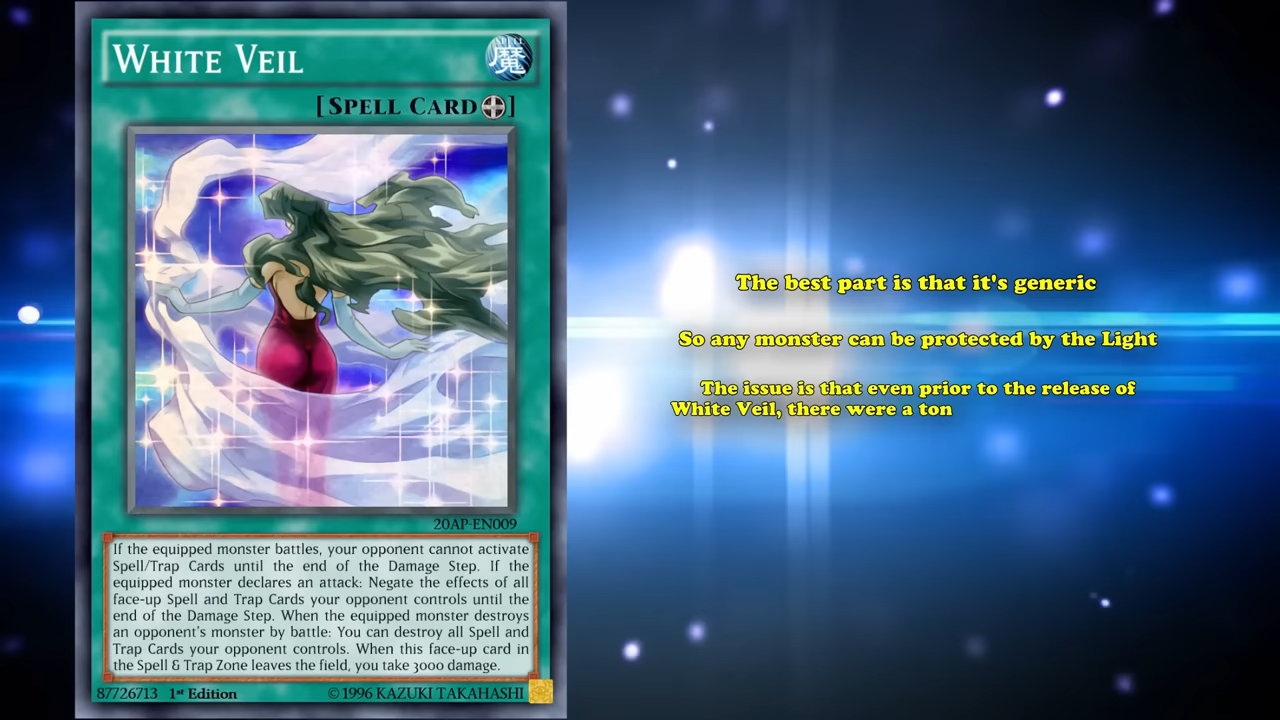 WHITE VEIL
魔
[SPELL CARD]
20AP-EN009
If the equipped monster battles, your opponent cannot activate
Spell/Trap Cards until the end of the Damage Step. If the
equipped monster declares an attack: Negate the effects of all
face-up Spell and Trap Cards your opponent controls until the
end of the Damage Step. When the equipped monster destroys
an opponent's monster by battle: You can destroy all Spell and
Trap Cards your opponent controls. When this face-up card in
the Spell & Trap Zone leaves the field, you take 3000 damage.
87726713 1st Edition ©1996 KAZUKI TAKAHASHI
The best part is that it's generic
So any monster can be protected by the Light
The issue is that even prior to the release of
White Veil, there were a ton